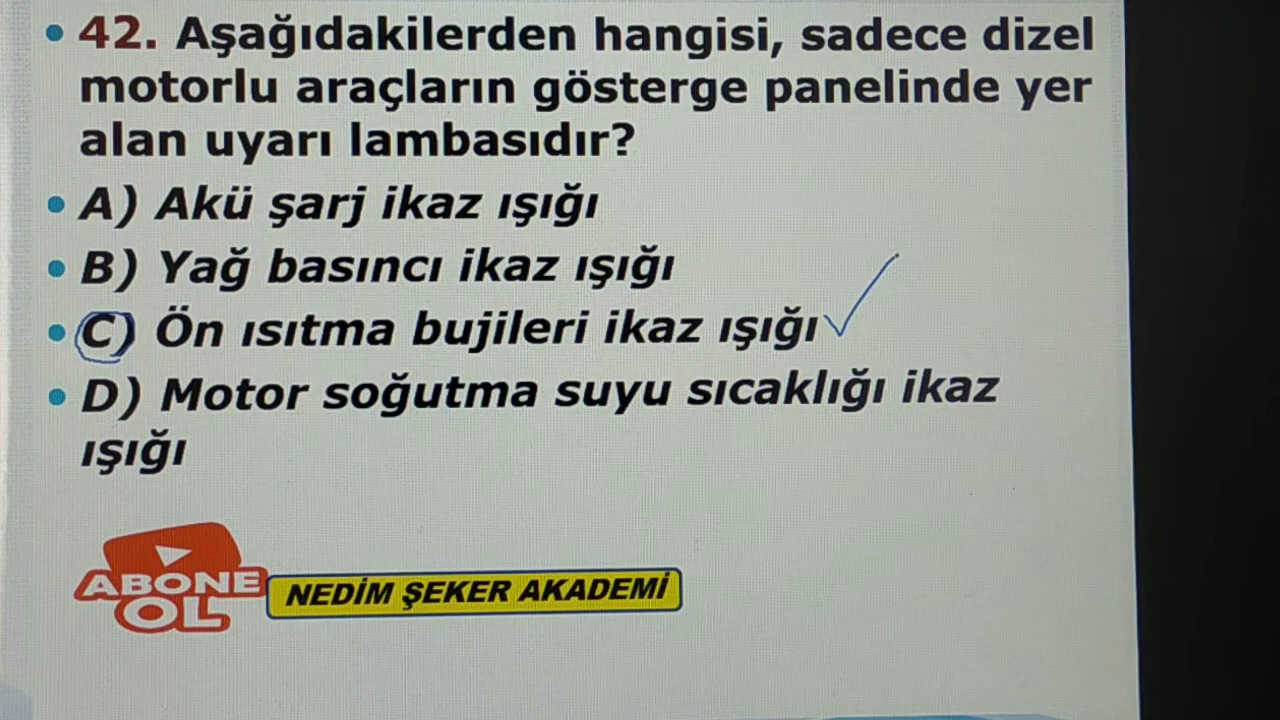 • 42. Aşağıdakilerden hangisi, sadece dizel
motorlu araçların gösterge panelinde yer
alan uyarı lambasıdır?
• A) Akü şarj ikaz ışığı
• B) Yağ basıncı ikaz ışığı
• C) Ön ısıtma bujileri ikaz ışığı
• D) Motor soğutma suyu sıcaklığı ikaz
ışığı
ABONE
OL
NEDİM ŞEKER AKADEMİ